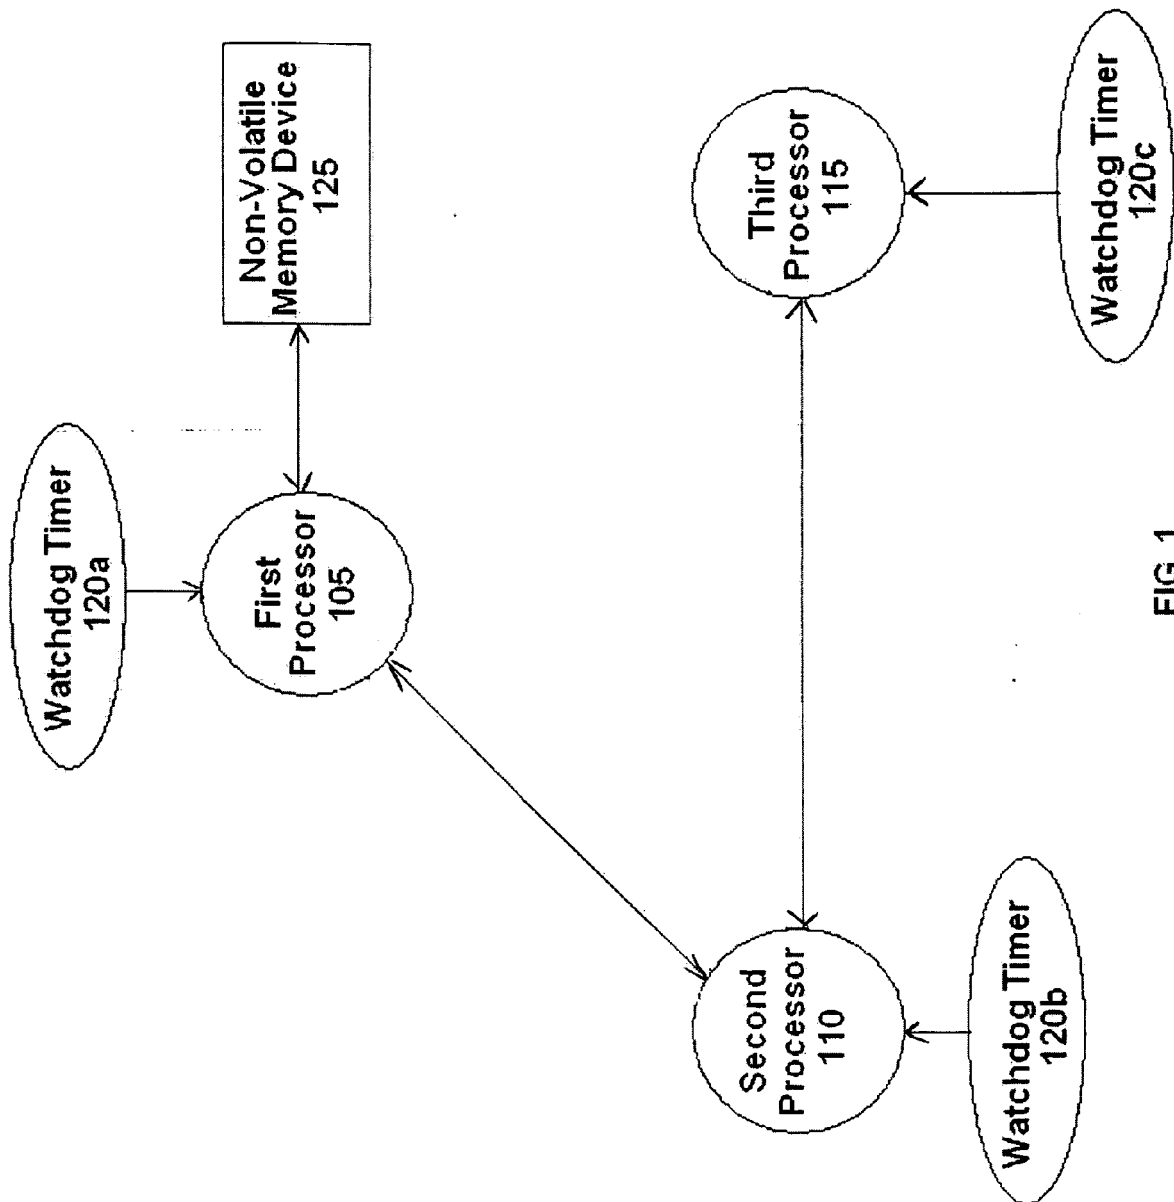 Watchdog Timer
120a
Non-Volatile
Memory Device
125
First
Processor
105
Second
Processor
110
Third
Processor
115
Watchdog Timer
120b
Watchdog Timer
120c
FIG 1